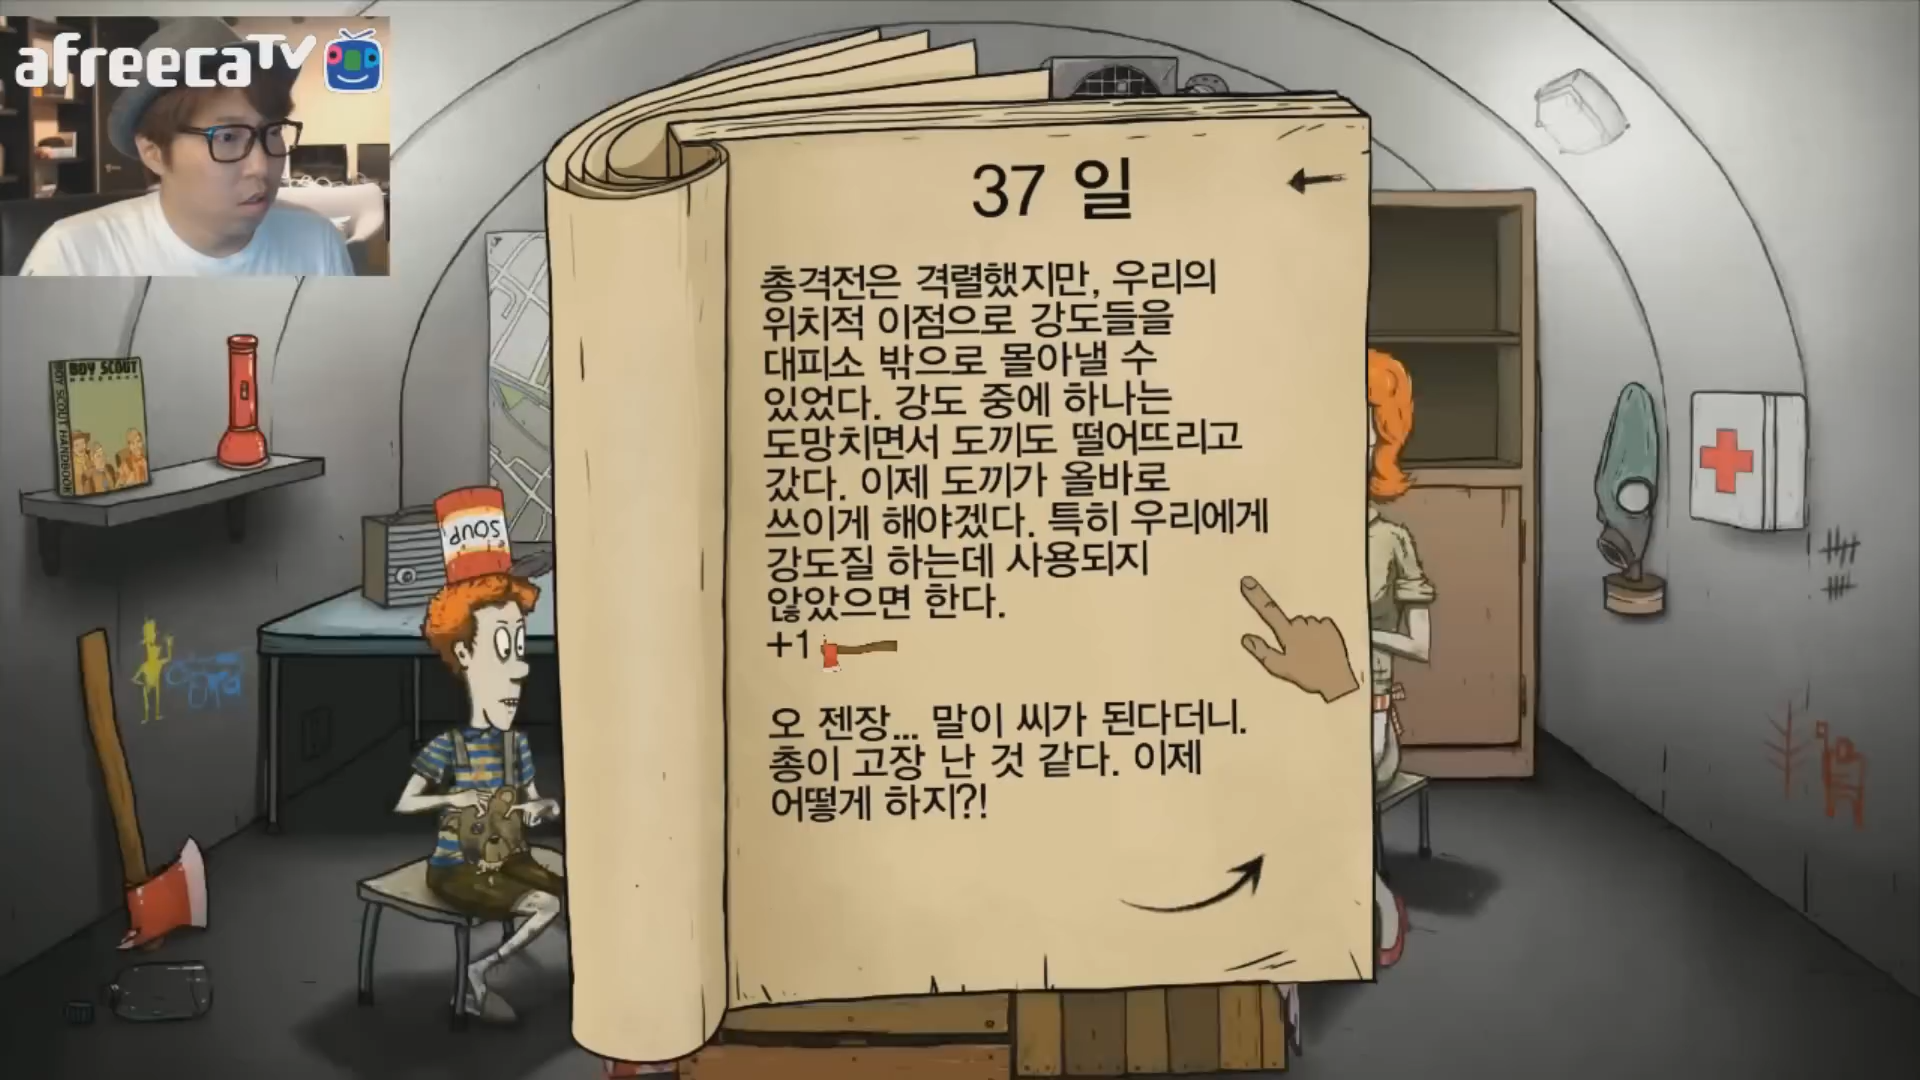 afreecaTV
37 일
총격전은 격렬했지만, 우리의
위치적 이점으로 강도들을
대피소 밖으로 몰아낼 수
있었다. 강도 중에 하나는
도망치면서 도끼도 떨어뜨리고
갔다. 이제 도끼가 올바로
쓰이게 해야겠다. 특히 우리에게
강도질 하는데 사용되지
않았으면 한다.
+1
오 젠장... 말이 씨가 된다더니.
총이 고장 난 것 같다. 이제
어떻게 하지?!
BOY SCOUT
BOY SCOUT HANDBOOK
SOUP